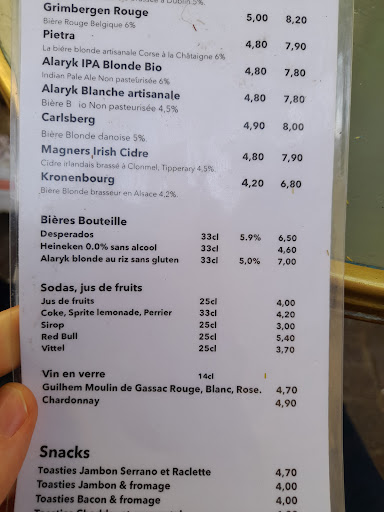 brassée à Dublin 5%
Grimbergen Rouge 5,00 8,20
Bière Rouge Belgique 6%
Pietra 4,80 7,90
La bière blonde artisanale Corse à la Châtaigne 6%
Alaryk IPA Blonde Bio 4,80 7,80
Indian Pale Ale Non pasteurisée 6%
Alaryk Blanche artisanale 4,80 7,80
Bière B io Non pasteurisée 4,5%
Carlsberg 4,90 8,00
Bière Blonde danoise 5%
Magners Irish Cidre 4,80 7,90
Cidre irlandais brassé à Clonmel, Tipperary 4,5%
Kronenbourg 4,20 6,80
Bière Blonde brasseur en Alsace 4,2%
Bières Bouteille
Desperados 33cl 5.9% 6,50
Heineken 0.0% sans alcool 33cl 4,60
Alaryk blonde au riz sans gluten 33cl 5,0% 7,00
Sodas, jus de fruits
Jus de fruits 25cl 4,00
Coke, Sprite lemonade, Perrier 33cl 4,20
Sirop 25cl 3,00
Red Bull 25cl 5,40
Vittel 25cl 3,70
Vin en verre 14cl
Guilhem Moulin de Gassac Rouge, Blanc, Rose. 4,70
Chardonnay 4,90
Snacks
Toasties Jambon Serrano et Raclette 4,70
Toasties Jambon & fromage 4,00
Toasties Bacon & fromage 4,00